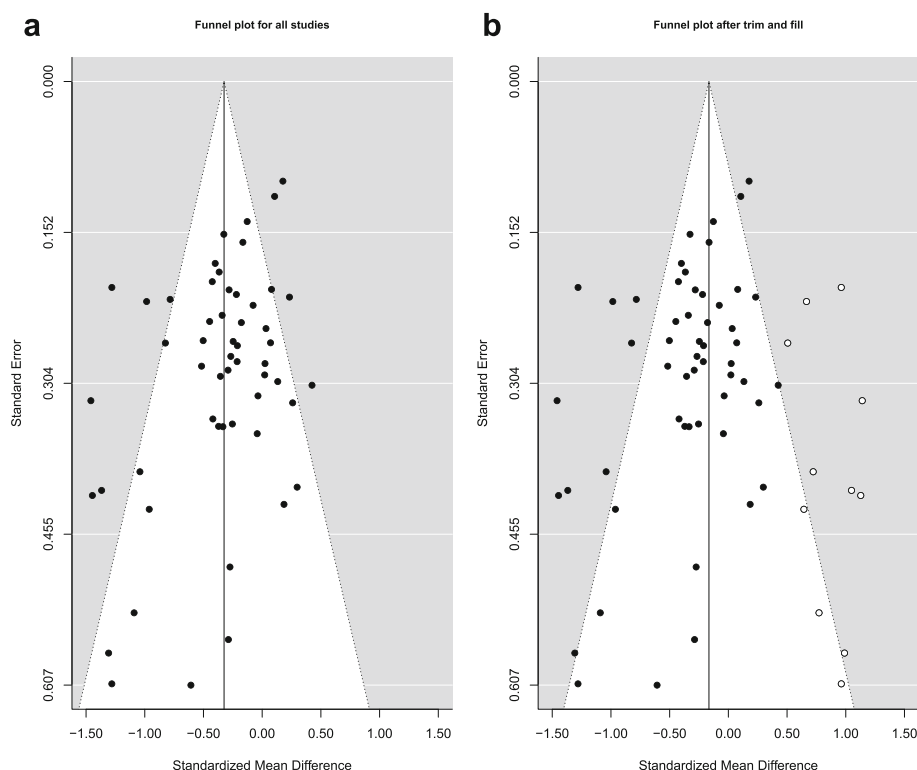 a
Funnel plot for all studies
0.000
0.152
0.304
0.455
0.607
Standard Error
−1.50 −1.00 −0.50 0.00 0.50 1.00 1.50
Standardized Mean Difference
b
Funnel plot after trim and fill
0.000
0.152
0.304
0.455
0.607
Standard Error
−1.50 −1.00 −0.50 0.00 0.50 1.00 1.50
Standardized Mean Difference